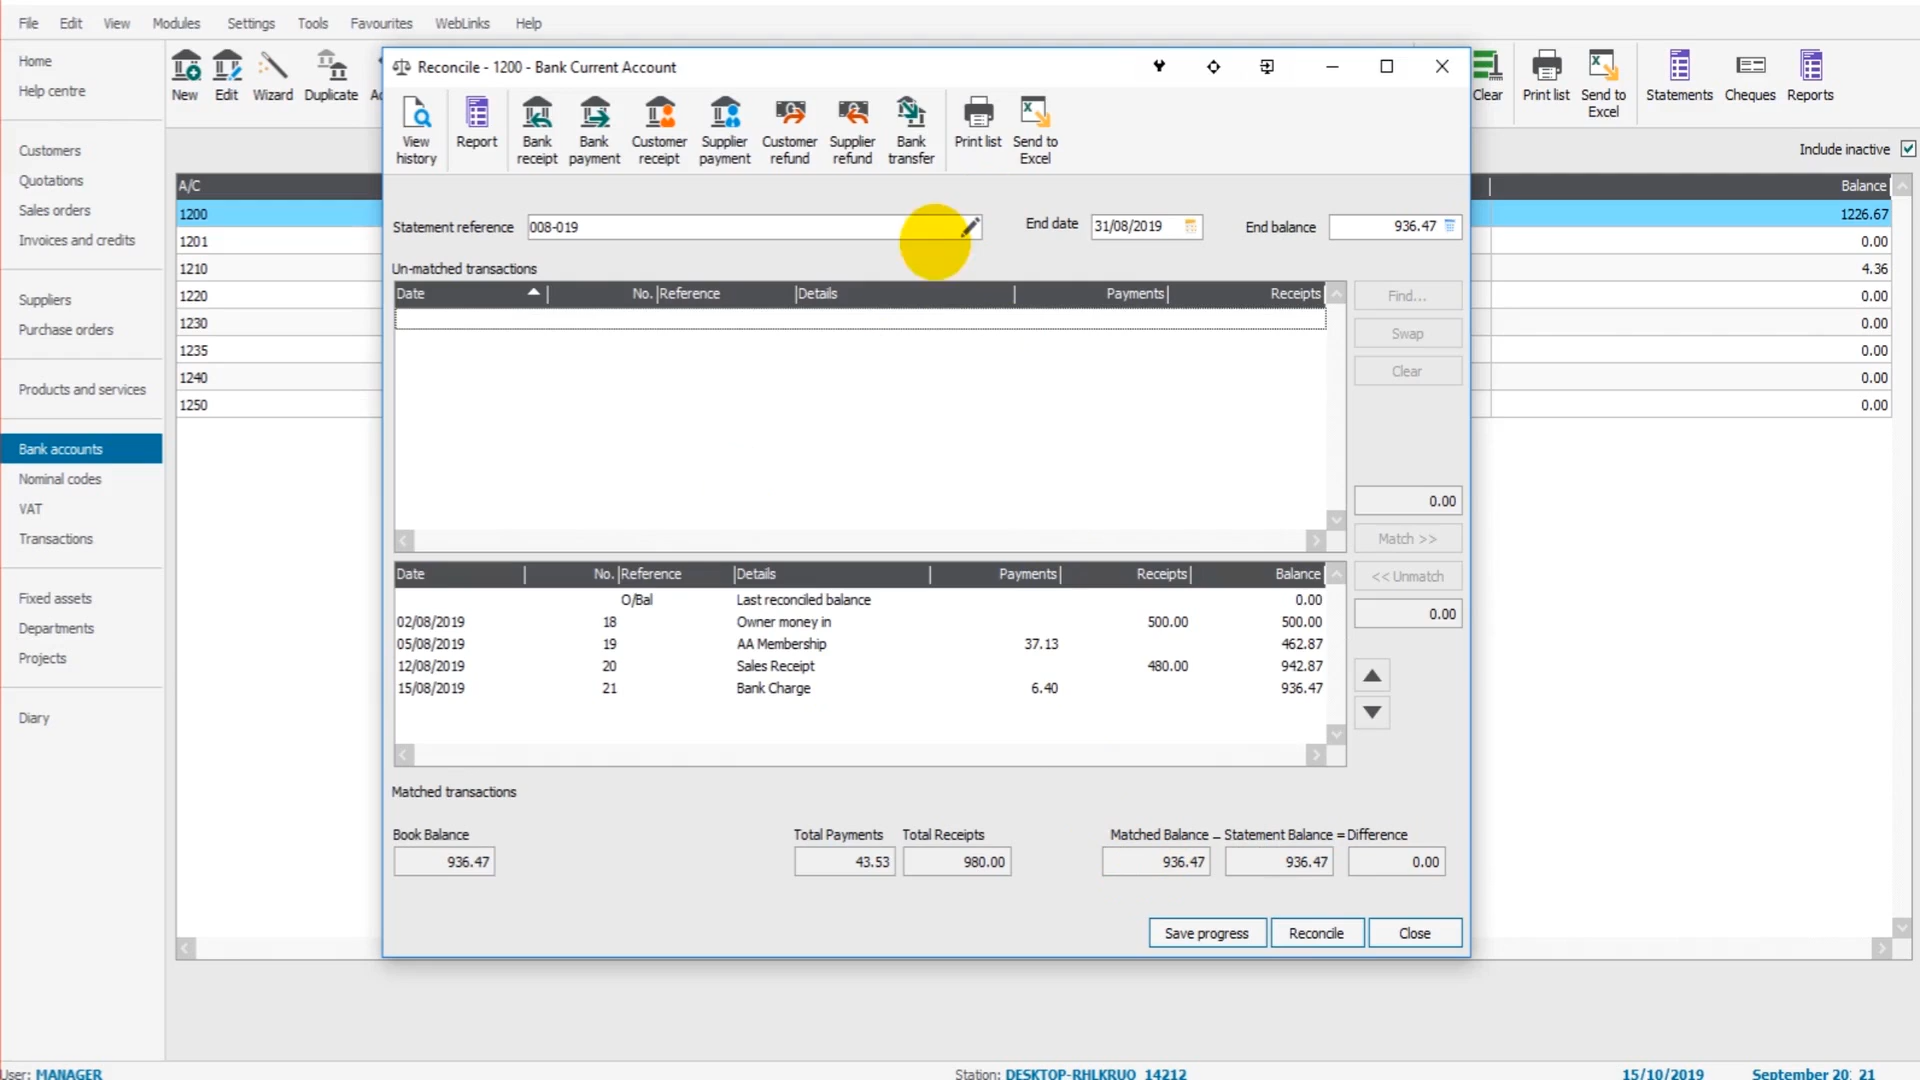 File Edit View Modules Settings Tools Favourites WebLinks Help
Home
Help centre
Customers
Quotations
Sales orders
Invoices and credits
Suppliers
Purchase orders
Products and services
Bank accounts
Nominal codes
VAT
Transactions
Fixed assets
Departments
Projects
Diary
New Edit Wizard Duplicate
Clear Print list Send to Excel Statements Cheques Reports
Include inactive
A/C Balance
1200 1226.67
1201 0.00
1210 4.36
1220 0.00
1230 0.00
1235 0.00
1240 0.00
1250 0.00
Reconcile - 1200 - Bank Current Account
View history Report Bank receipt Bank payment Customer receipt Supplier payment Customer refund Supplier refund Bank transfer Print list Send to Excel
Statement reference 008-019 End date 31/08/2019 End balance 936.47
Un-matched transactions
Date No. Reference Details Payments Receipts
Find...
Swap
Clear
0.00
Match >>
<< Unmatch
0.00
Date No. Reference Details Payments Receipts Balance
O/Bal Last reconciled balance 0.00
02/08/2019 18 Owner money in 500.00 500.00
05/08/2019 19 AA Membership 37.13 462.87
12/08/2019 20 Sales Receipt 480.00 942.87
15/08/2019 21 Bank Charge 6.40 936.47
Matched transactions
Book Balance Total Payments Total Receipts Matched Balance – Statement Balance = Difference
936.47 43.53 980.00 936.47 936.47 0.00
Save progress Reconcile Close
User: MANAGER Station: DESKTOP-RHLKRUO_14212 15/10/2019 September 20 21